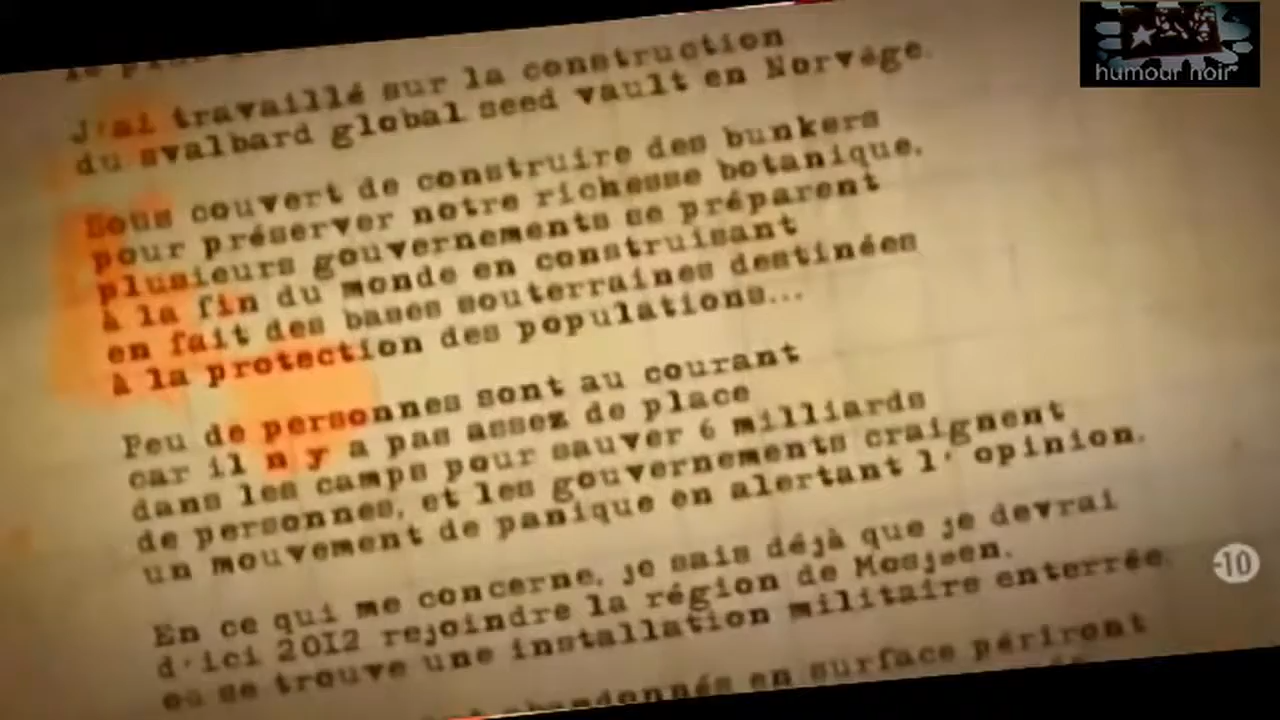 J'ai travaillé sur la construction
du svalbard global seed vault en Norvège.
Sous couvert de construire des bunkers
pour préserver notre richesse botanique,
plusieurs gouvernements se préparent
à la fin du monde en construisant
en fait des bases souterraines destinées
à la protection des populations...
Peu de personnes sont au courant
car il n y a pas assez de place
dans les camps pour sauver 6 milliards
de personnes, et les gouvernements craignent
un mouvement de panique en alertant l' opinion.
En ce qui me concerne, je sais déjà que je devrai
d'ici 2012 rejoindre la région de Mosjsen.
ou se trouve une installation militaire enterrée.
abandonnés en surface périront
humour noir
-10